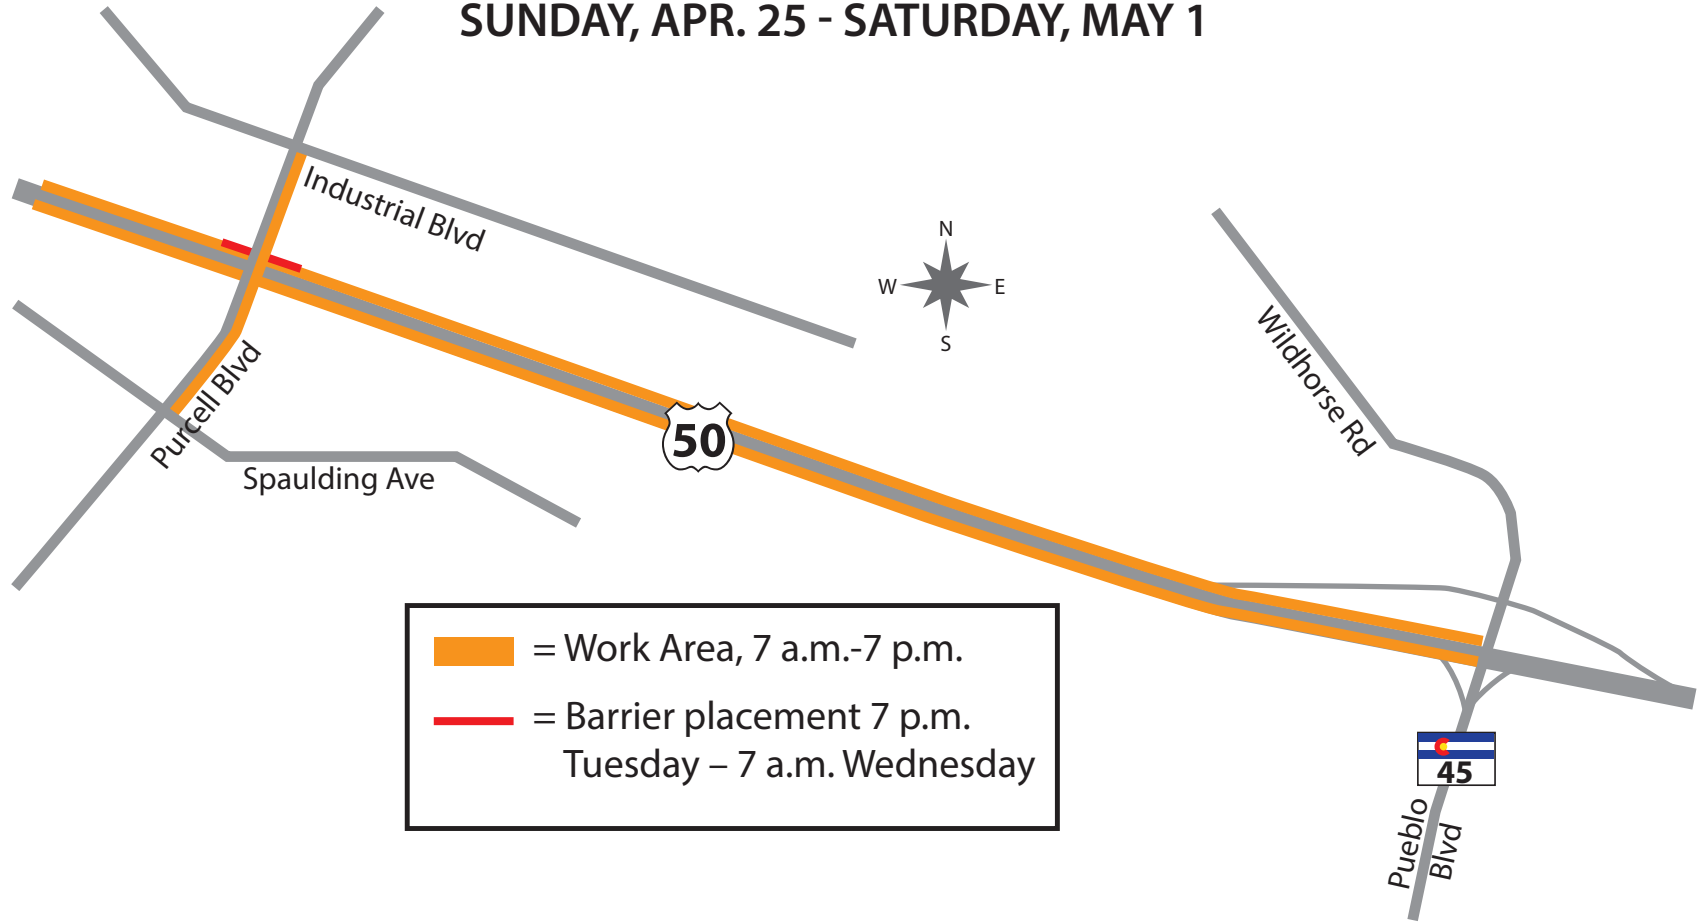 SUNDAY, APR. 25 - SATURDAY, MAY 1
Industrial Blvd
N
W
E
S
Wildhorse Rd
Purcell Blvd
50
Spaulding Ave
= Work Area, 7 a.m.-7 p.m.
= Barrier placement 7 p.m.
Tuesday – 7 a.m. Wednesday
45
Pueblo
Blvd